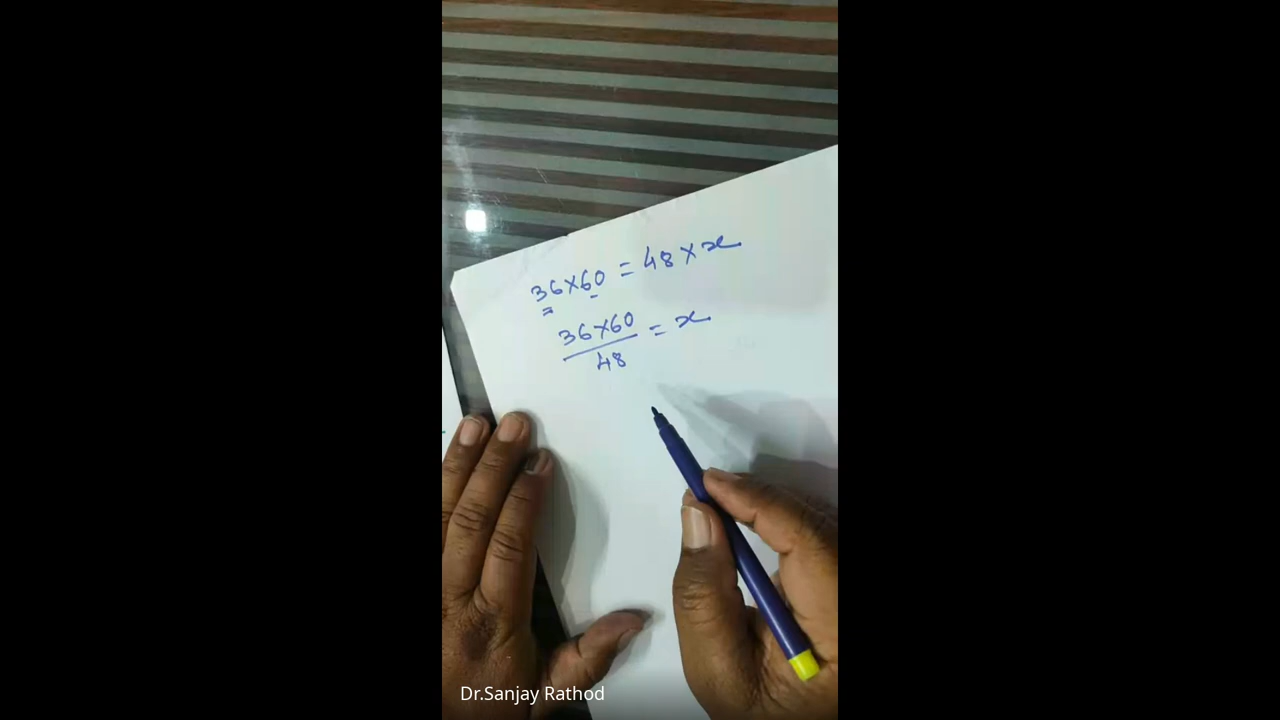 36×60 = 48×x
36×60
48
= x
Dr.Sanjay Rathod